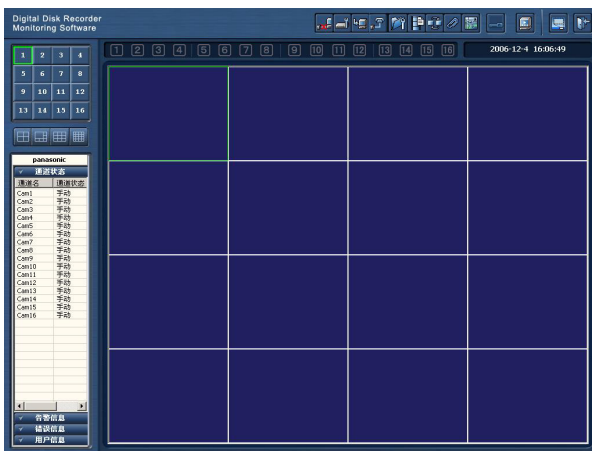 Digital Disk Recorder
Monitoring Software
1 2 3 4 5 6 7 8 9 10 11 12 13 14 15 16
2006-12-4 16:06:49
1 2 3 4
5 6 7 8
9 10 11 12
13 14 15 16
panasonic
通道状态
通道名 通道状态
Cam1 手动
Cam2 手动
Cam3 手动
Cam4 手动
Cam5 手动
Cam6 手动
Cam7 手动
Cam8 手动
Cam9 手动
Cam10 手动
Cam11 手动
Cam12 手动
Cam13 手动
Cam14 手动
Cam15 手动
Cam16 手动
告警信息
错误信息
用户信息